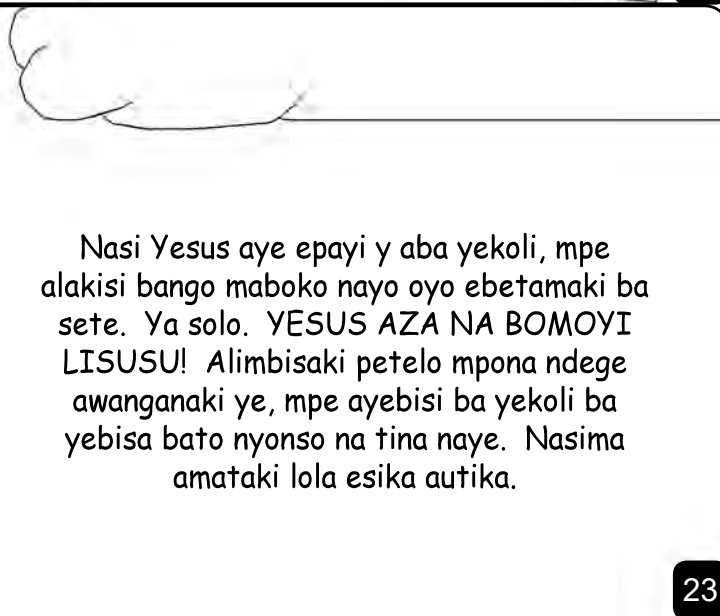 Nasi Yesus aye epayi y aba yekoli, mpe
alakisi bango maboko nayo oyo ebetamaki ba
sete. Ya solo. YESUS AZA NA BOMOYI
LISUSU! Alimbisaki petelo mpona ndege
awanganaki ye, mpe ayebisi ba yekoli ba
yebisa bato nyonso na tina naye. Nasima
amataki lola esika autika.
23